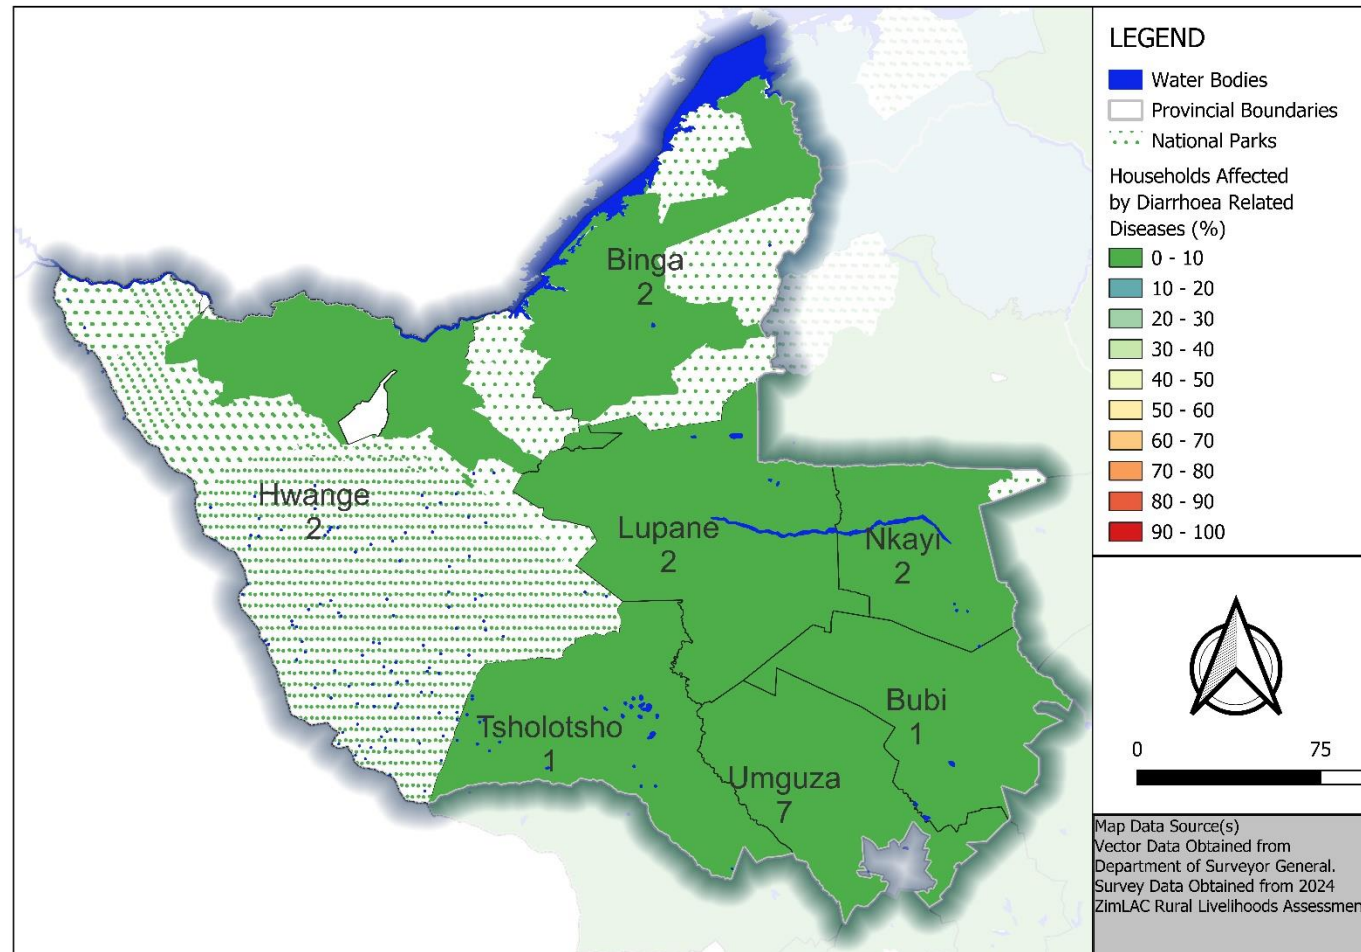 LEGEND
Water Bodies
Provincial Boundaries
National Parks
Households Affected
by Diarrhoea Related
Diseases (%)
0 - 10
10 - 20
20 - 30
30 - 40
40 - 50
50 - 60
60 - 70
70 - 80
80 - 90
90 - 100
Binga
2
Hwange
2
Lupane
2
Nkayi
2
Tsholotsho
1
Umguza
7
Bubi
1
0 75
Map Data Source(s)
Vector Data Obtained from
Department of Surveyor General.
Survey Data Obtained from 2024
ZimLAC Rural Livelihoods Assessmen